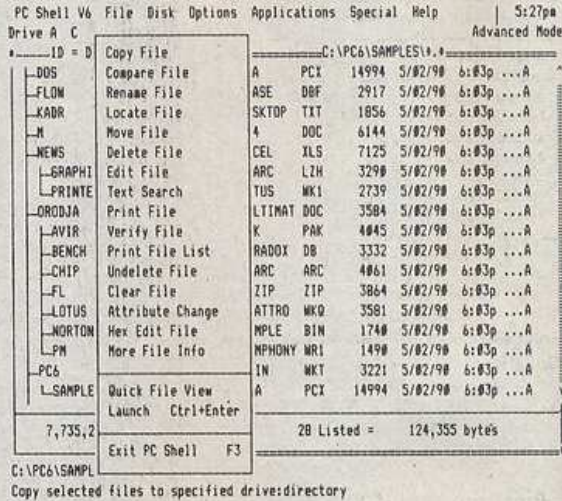 PC Shell V6 File Disk Options Applications Special Help | 5:27pm
Drive A C Advanced Mode
ID = D C:\PC6\SAMPLES\*.*
Copy File
Compare File
Rename File
Locate File
Move File
Delete File
Edit File
Text Search
Print File
Verify File
Print File List
Undelete File
Clear File
Attribute Change
Hex Edit File
More File Info
Quick File View
Launch Ctrl+Enter
Exit PC Shell F3
DOS
FLOW
KADR
M
NEWS
GRAPHI
PRINTE
ORODJA
AVIR
BENCH
CHIP
FL
LOTUS
NORTON
PM
PC6
SAMPLE
A PCX 14994 5/02/90 6:03p ...A
ASE DBF 2917 5/02/90 6:03p ...A
SKTOP TXT 1856 5/02/90 6:03p ...A
4 DOC 6144 5/02/90 6:03p ...A
CEL XLS 7125 5/02/90 6:03p ...A
ARC LZH 3290 5/02/90 6:03p ...A
TUS WK1 2739 5/02/90 6:03p ...A
LTIMAT DOC 3584 5/02/90 6:03p ...A
K PAK 4045 5/02/90 6:03p ...A
RADOX DB 3332 5/02/90 6:03p ...A
ARC ARC 4061 5/02/90 6:03p ...A
ZIP ZIP 3864 5/02/90 6:03p ...A
ATTRO WKQ 3581 5/02/90 6:03p ...A
MPLE BIN 1740 5/02/90 6:03p ...A
MPHONY WR1 1490 5/02/90 6:03p ...A
IN WKT 3221 5/02/90 6:03p ...A
A PCX 14994 5/02/90 6:03p ...A
7,735,2 28 Listed = 124,355 bytes
C:\PC6\SAMPL
Copy selected files to specified drive:directory